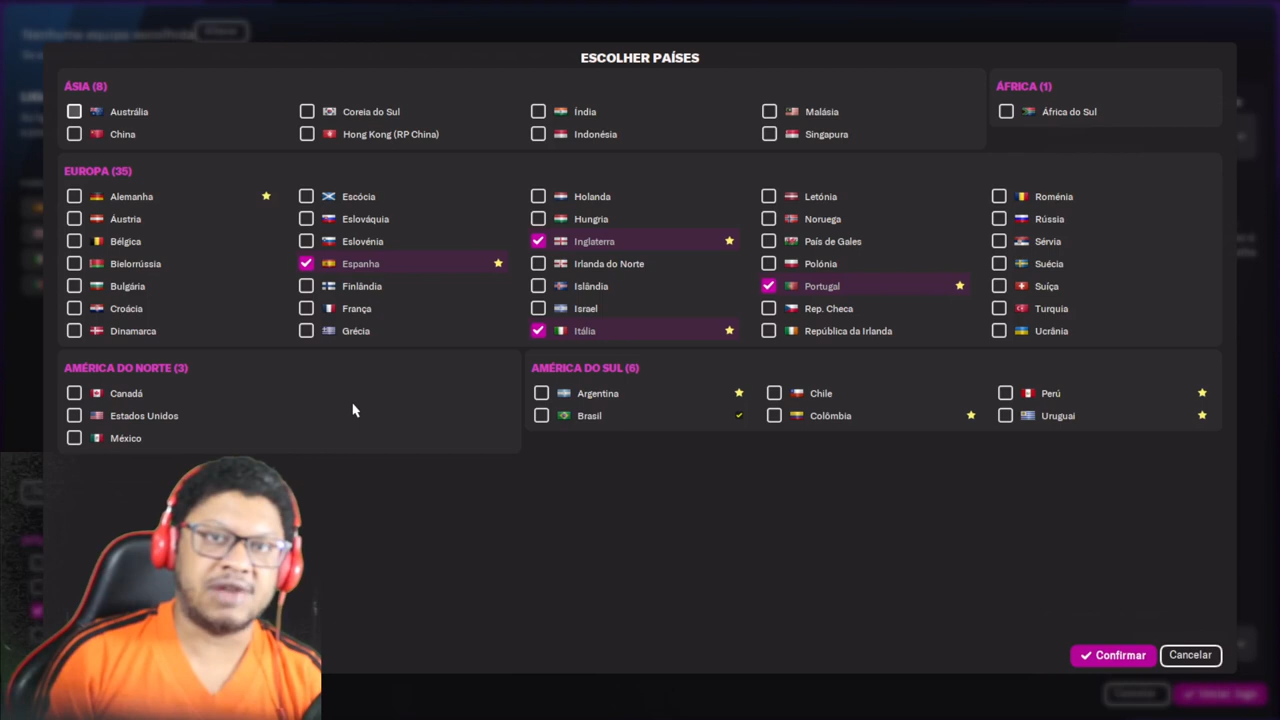 ESCOLHER PAÍSES
ÁSIA (8)
Austrália
Coreia do Sul
Índia
Malásia
China
Hong Kong (RP China)
Indonésia
Singapura
ÁFRICA (1)
África do Sul
EUROPA (35)
Alemanha
Escócia
Holanda
Letónia
Roménia
Áustria
Eslováquia
Hungria
Noruega
Rússia
Bélgica
Eslovénia
Inglaterra
País de Gales
Sérvia
Bielorrússia
Espanha
Irlanda do Norte
Polónia
Suécia
Bulgária
Finlândia
Islândia
Portugal
Suíça
Croácia
França
Israel
Rep. Checa
Turquia
Dinamarca
Grécia
Itália
República da Irlanda
Ucrânia
AMÉRICA DO NORTE (3)
Canadá
Estados Unidos
México
AMÉRICA DO SUL (6)
Argentina
Chile
Perú
Brasil
Colômbia
Uruguai
Confirmar
Cancelar